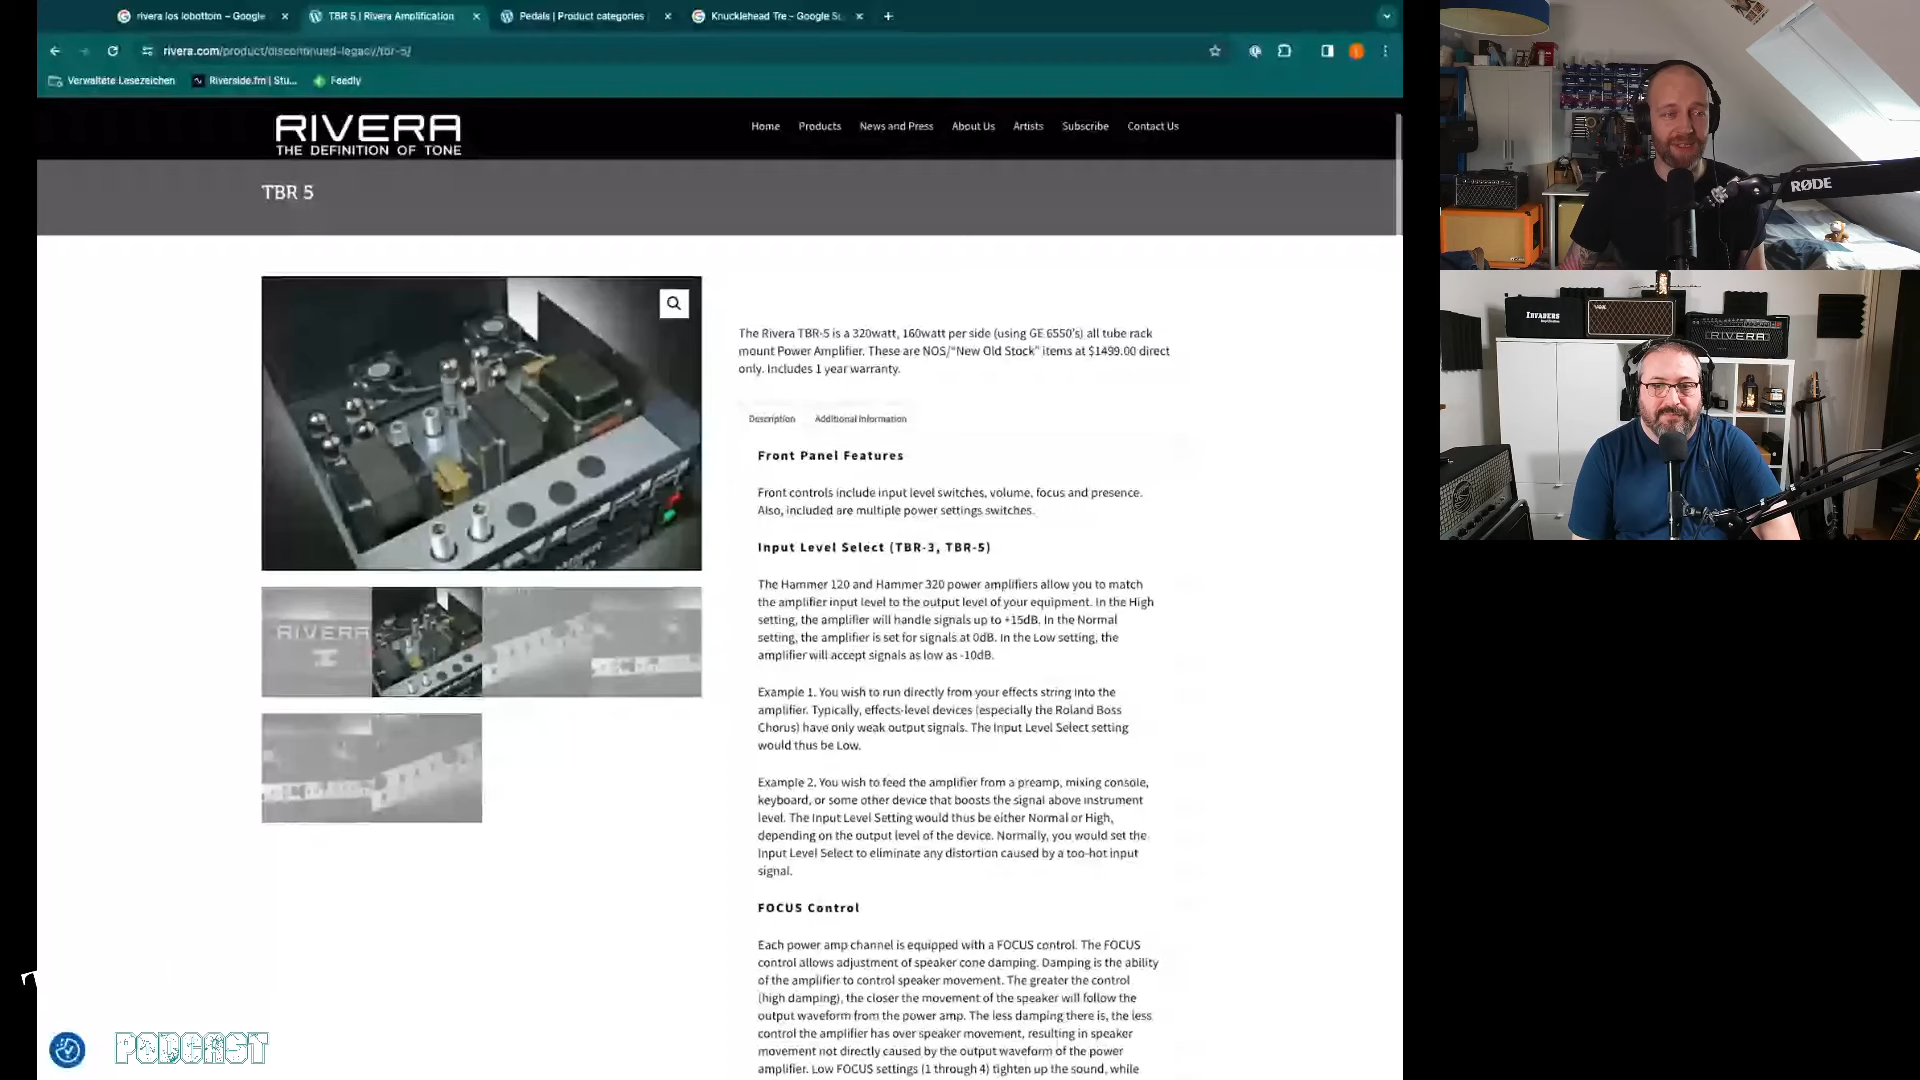 rivera los lobottom – Google
TBR 5 | Rivera Amplification
Pedals | Product categories
Knucklehead Tre - Google Su
rivera.com/product/discontinued-legacy/tbr-5/
Verwaltete Lesezeichen
Riverside.fm | Stu...
Feedly
RIVERA
THE DEFINITION OF TONE
Home
Products
News and Press
About Us
Artists
Subscribe
Contact Us
TBR 5
The Rivera TBR-5 is a 320watt, 160watt per side (using GE 6550's) all tube rack
mount Power Amplifier. These are NOS/“New Old Stock” items at $1499.00 direct
only. Includes 1 year warranty.
Description
Additional information
Front Panel Features
Front controls include input level switches, volume, focus and presence.
Also, included are multiple power settings switches.
Input Level Select (TBR-3, TBR-5)
The Hammer 120 and Hammer 320 power amplifiers allow you to match
the amplifier input level to the output level of your equipment. In the High
setting, the amplifier will handle signals up to +15dB. In the Normal
setting, the amplifier is set for signals at 0dB. In the Low setting, the
amplifier will accept signals as low as -10dB.
Example 1. You wish to run directly from your effects string into the
amplifier. Typically, effects-level devices (especially the Roland Boss
Chorus) have only weak output signals. The Input Level Select setting
would thus be Low.
Example 2. You wish to feed the amplifier from a preamp, mixing console,
keyboard, or some other device that boosts the signal above instrument
level. The Input Level Setting would thus be either Normal or High,
depending on the output level of the device. Normally, you would set the
Input Level Select to eliminate any distortion caused by a too-hot input
signal.
FOCUS Control
Each power amp channel is equipped with a FOCUS control. The FOCUS
control allows adjustment of speaker cone damping. Damping is the ability
of the amplifier to control speaker movement. The greater the control
(high damping), the closer the movement of the speaker will follow the
output waveform from the power amp. The less damping there is, the less
control the amplifier has over speaker movement, resulting in speaker
movement not directly caused by the output waveform of the power
amplifier. Low FOCUS settings (1 through 4) tighten up the sound, while
RIVERA
PODCAST
RØDE
INVADERS
VOX
RIVERA